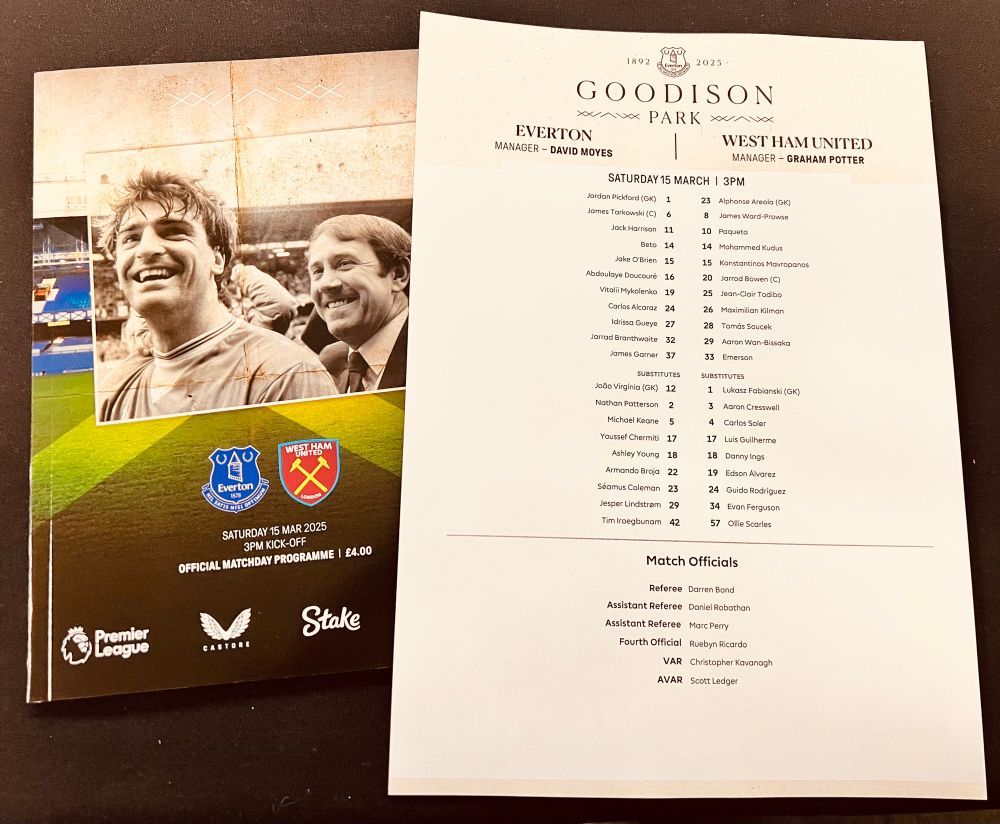 SATURDAY 15 MAR 2025
3PM KICK-OFF
OFFICIAL MATCHDAY PROGRAMME | £4.00
Everton
1878
NIL SATIS NISI OPTIMUM
WEST HAM
UNITED
LONDON
Premier
League
CASTORE
Stake
1892 Everton 2025
GOODISON
PARK
EVERTON | WEST HAM UNITED
MANAGER – DAVID MOYES MANAGER – GRAHAM POTTER
SATURDAY 15 MARCH | 3PM
Jordan Pickford (GK) 1 23 Alphonse Areola (GK)
James Tarkowski (C) 6 8 James Ward-Prowse
Jack Harrison 11 10 Paqueta
Beto 14 14 Mohammed Kudus
Jake O'Brien 15 15 Konstantinos Mavropanos
Abdoulaye Doucouré 16 20 Jarrod Bowen (C)
Vitalii Mykolenko 19 25 Jean-Clair Todibo
Carlos Alcaraz 24 26 Maximilian Kilman
Idrissa Gueye 27 28 Tomás Soucek
Jarrad Branthwaite 32 29 Aaron Wan-Bissaka
James Garner 37 33 Emerson
SUBSTITUTES SUBSTITUTES
João Virgínia (GK) 12 1 Lukasz Fabianski (GK)
Nathan Patterson 2 3 Aaron Cresswell
Michael Keane 5 4 Carlos Soler
Youssef Chermiti 17 17 Luis Guilherme
Ashley Young 18 18 Danny Ings
Armando Broja 22 19 Edson Álvarez
Séamus Coleman 23 24 Guido Rodríguez
Jesper Lindstrøm 29 34 Evan Ferguson
Tim Iroegbunam 42 57 Ollie Scarles
Match Officials
Referee Darren Bond
Assistant Referee Daniel Robathan
Assistant Referee Marc Perry
Fourth Official Ruebyn Ricardo
VAR Christopher Kavanagh
AVAR Scott Ledger